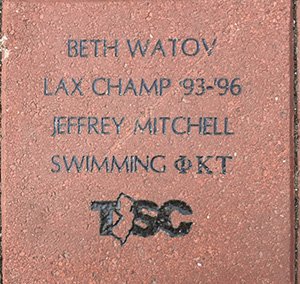 BETH WATOV
LAX CHAMP '93-'96
JEFFREY MITCHELL
SWIMMING ΦΚΤ
TSC